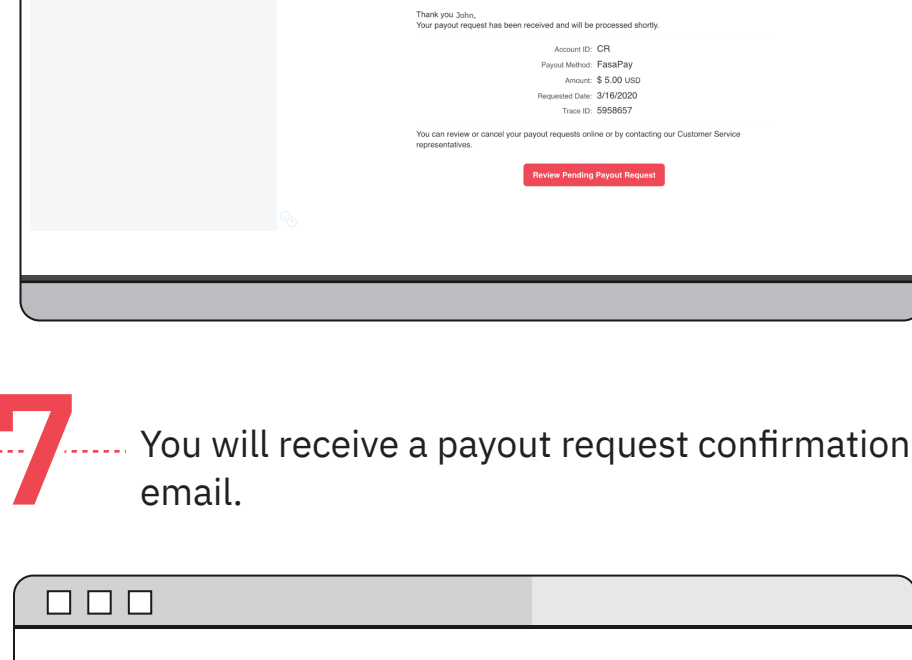 Thank you John,
Your payout request has been received and will be processed shortly.
Account ID: CR
Payout Method: FasaPay
Amount: $ 5.00 USD
Requested Date: 3/16/2020
Trace ID: 5958657
You can review or cancel your payout requests online or by contacting our Customer Service
representatives.
Review Pending Payout Request
7
You will receive a payout request confirmation
email.